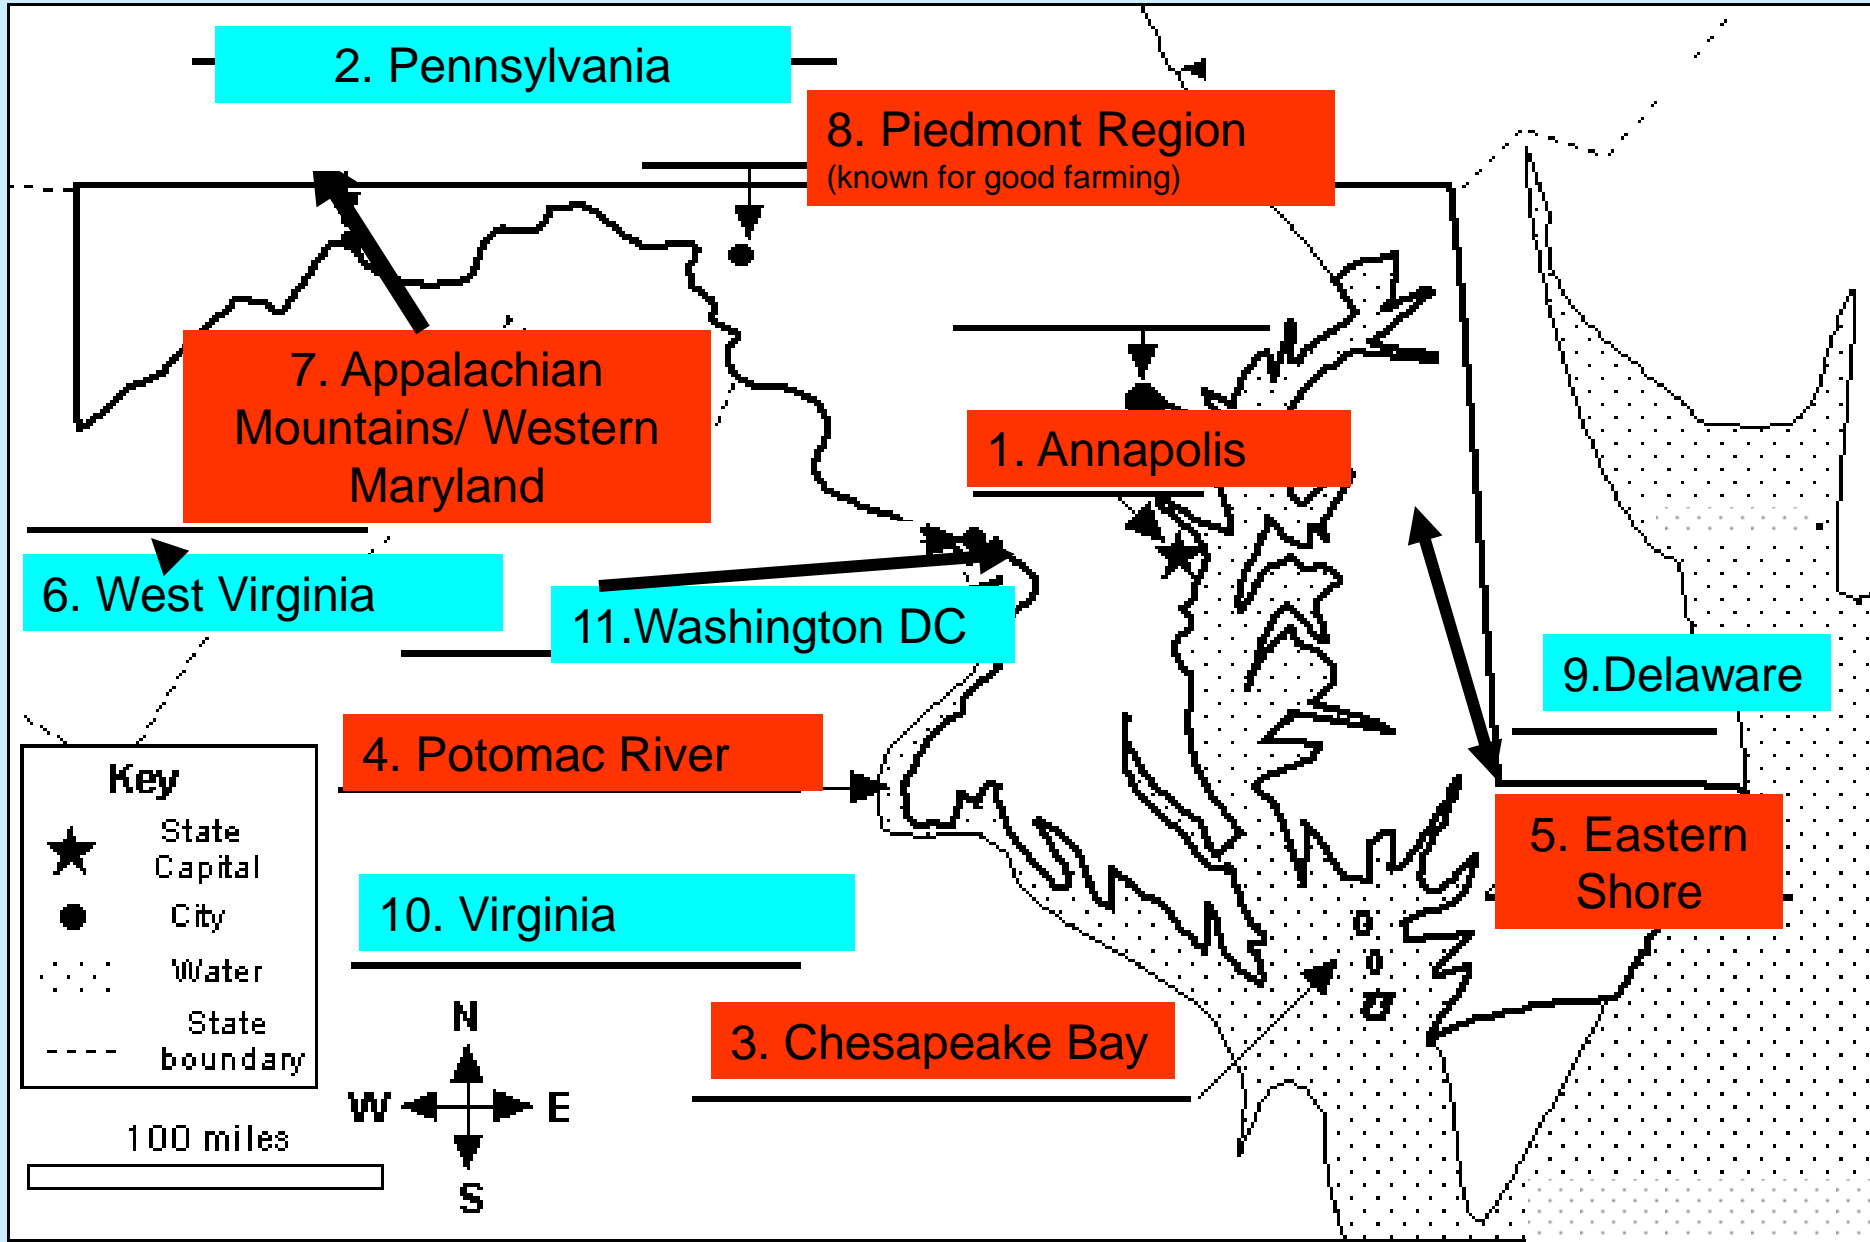 2. Pennsylvania
8. Piedmont Region
(known for good farming)
7. Appalachian
Mountains/ Western
Maryland
1. Annapolis
6. West Virginia
11.Washington DC
9.Delaware
4. Potomac River
5. Eastern
Shore
10. Virginia
3. Chesapeake Bay
Key
State
Capital
City
Water
State
boundary
100 miles
N
W
E
S